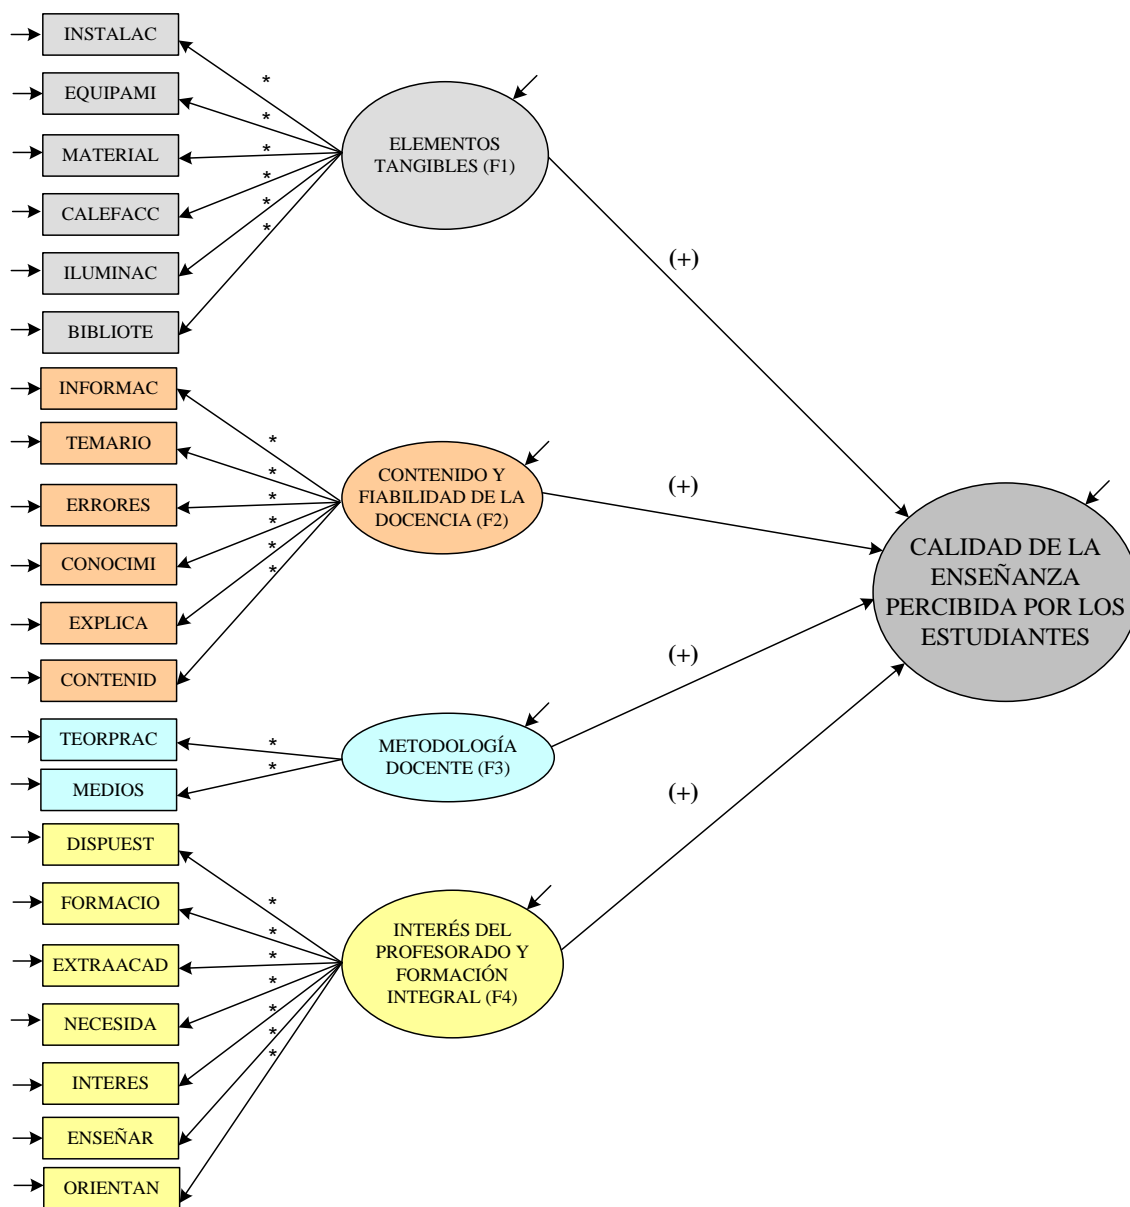 INSTALAC
*
EQUIPAMI
*
MATERIAL
*
CALEFACC
*
ILUMINAC
*
BIBLIOTE
*
ELEMENTOS
TANGIBLES (F1)
(+)
INFORMAC
*
TEMARIO
*
ERRORES
*
CONOCIMI
*
EXPLICA
*
CONTENID
*
CONTENIDO Y
FIABILIDAD DE LA
DOCENCIA (F2)
(+)
TEORPRAC
*
MEDIOS
*
METODOLOGÍA
DOCENTE (F3)
(+)
DISPUEST
*
FORMACIO
*
EXTRAACAD
*
NECESIDA
*
INTERES
*
ENSEÑAR
*
ORIENTAN
*
INTERÉS DEL
PROFESORADO Y
FORMACIÓN
INTEGRAL (F4)
(+)
CALIDAD DE LA
ENSEÑANZA
PERCIBIDA POR LOS
ESTUDIANTES